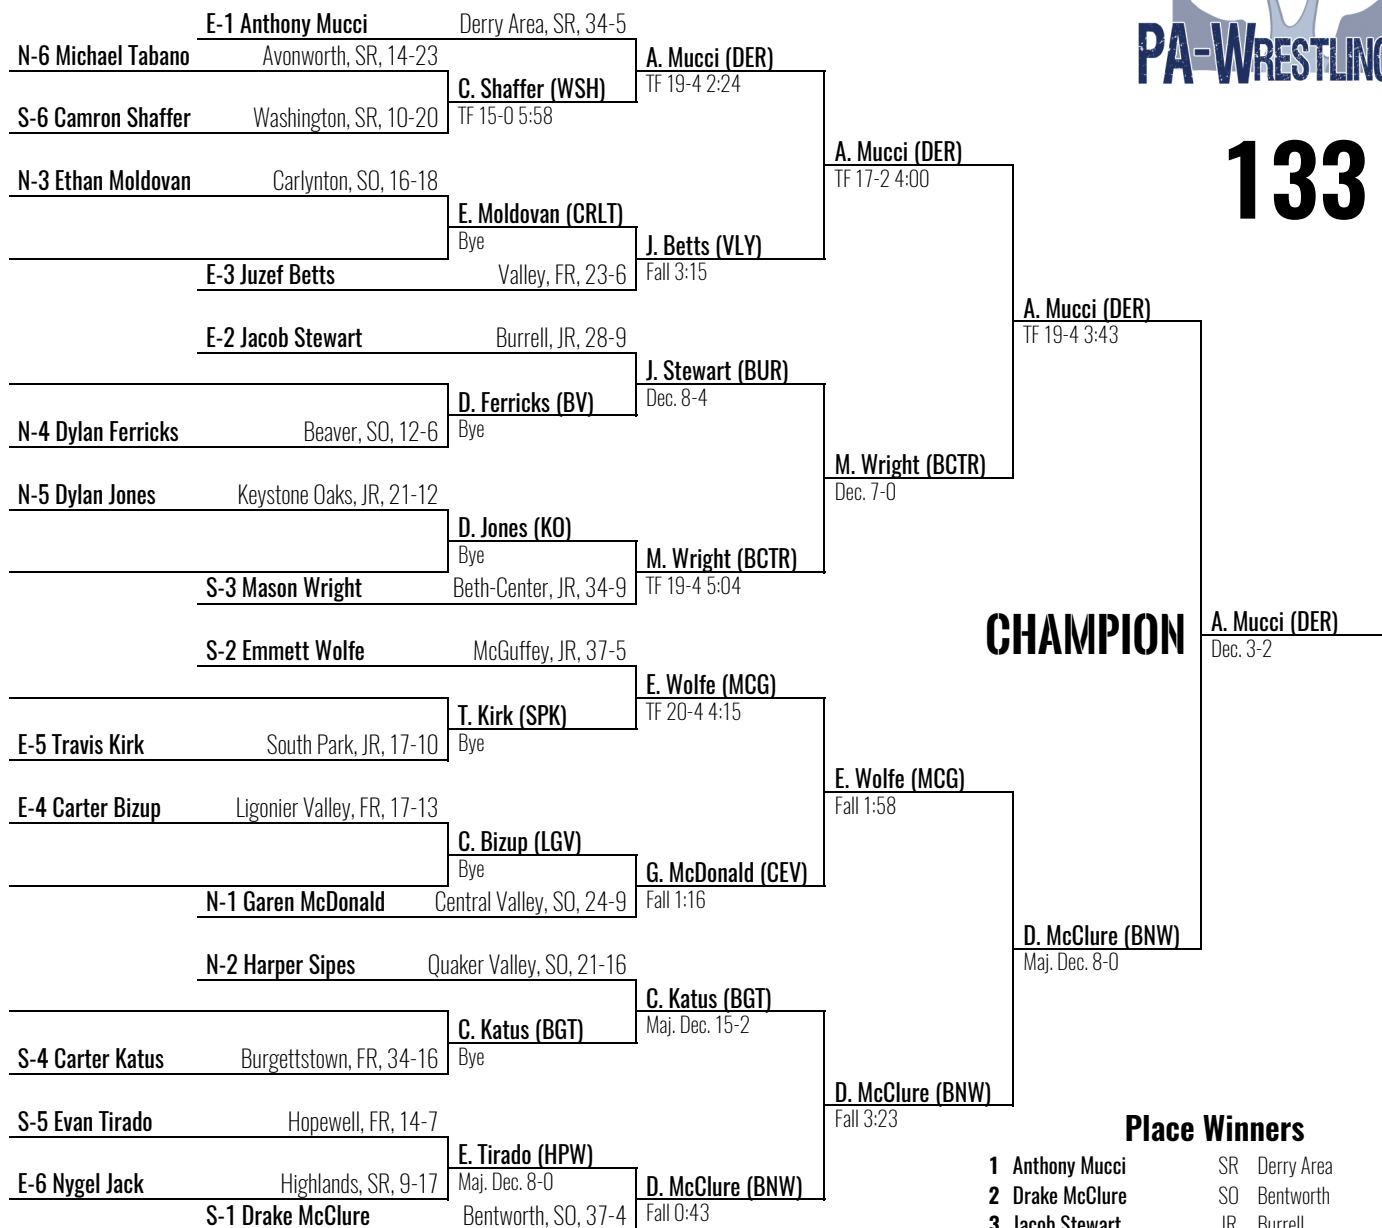 E-1 Anthony Mucci Derry Area, SR, 34-5
N-6 Michael Tabano Avonworth, SR, 14-23
A. Mucci (DER)
TF 19-4 2:24
C. Shaffer (WSH)
TF 15-0 5:58
S-6 Camron Shaffer Washington, SR, 10-20
PA-WRESTLING
133
A. Mucci (DER)
TF 17-2 4:00
N-3 Ethan Moldovan Carlynton, SO, 16-18
E. Moldovan (CRLT)
Bye
J. Betts (VLY)
Fall 3:15
E-3 Juzef Betts Valley, FR, 23-6
A. Mucci (DER)
TF 19-4 3:43
E-2 Jacob Stewart Burrell, JR, 28-9
J. Stewart (BUR)
Dec. 8-4
D. Ferricks (BV)
Bye
N-4 Dylan Ferricks Beaver, SO, 12-6
M. Wright (BCTR)
Dec. 7-0
N-5 Dylan Jones Keystone Oaks, JR, 21-12
D. Jones (KO)
Bye
M. Wright (BCTR)
TF 19-4 5:04
S-3 Mason Wright Beth-Center, JR, 34-9
CHAMPION
A. Mucci (DER)
Dec. 3-2
S-2 Emmett Wolfe McGuffey, JR, 37-5
E. Wolfe (MCG)
TF 20-4 4:15
T. Kirk (SPK)
Bye
E-5 Travis Kirk South Park, JR, 17-10
E. Wolfe (MCG)
Fall 1:58
E-4 Carter Bizup Ligonier Valley, FR, 17-13
C. Bizup (LGV)
Bye
G. McDonald (CEV)
Fall 1:16
N-1 Garen McDonald Central Valley, SO, 24-9
D. McClure (BNW)
Maj. Dec. 8-0
N-2 Harper Sipes Quaker Valley, SO, 21-16
C. Katus (BGT)
Maj. Dec. 15-2
C. Katus (BGT)
Bye
S-4 Carter Katus Burgettstown, FR, 34-16
D. McClure (BNW)
Fall 3:23
S-5 Evan Tirado Hopewell, FR, 14-7
E. Tirado (HPW)
Maj. Dec. 8-0
E-6 Nygel Jack Highlands, SR, 9-17
D. McClure (BNW)
Fall 0:43
S-1 Drake McClure Bentworth, SO, 37-4
Place Winners
1 Anthony Mucci SR Derry Area
2 Drake McClure SO Bentworth
3 Jacob Stewart JR Burrell